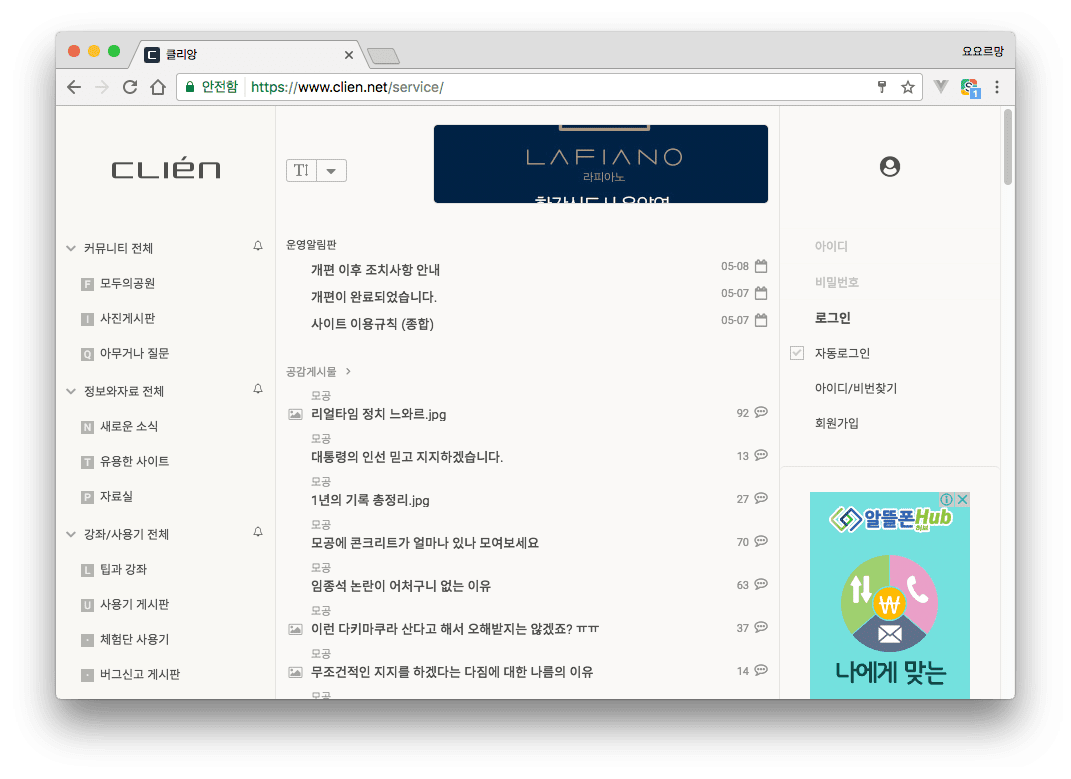 클리앙
요요르망
안전함 https://www.clien.net/service/
CLIÉN
커뮤니티 전체
F 모두의공원
I 사진게시판
Q 아무거나 질문
정보와자료 전체
N 새로운 소식
T 유용한 사이트
P 자료실
강좌/사용기 전체
L 팁과 강좌
U 사용기 게시판
· 체험단 사용기
· 버그신고 게시판
LAFIANO
라피아노
운영알림판
개편 이후 조치사항 안내 05-08
개편이 완료되었습니다. 05-07
사이트 이용규칙 (종합) 05-07
공감게시물
모공
리얼타임 정치 느와르.jpg 92
모공
대통령의 인선 믿고 지지하겠습니다. 13
모공
1년의 기록 총정리.jpg 27
모공
모공에 콘크리트가 얼마나 있나 모여보세요 70
모공
임종석 논란이 어처구니 없는 이유 63
모공
이런 다키마쿠라 산다고 해서 오해받지는 않겠죠? ㅠㅠ 37
모공
무조건적인 지지를 하겠다는 다짐에 대한 나름의 이유 14
모공
아이디
비밀번호
로그인
자동로그인
아이디/비번찾기
회원가입
알뜰폰Hub
허브
₩
나에게 맞는